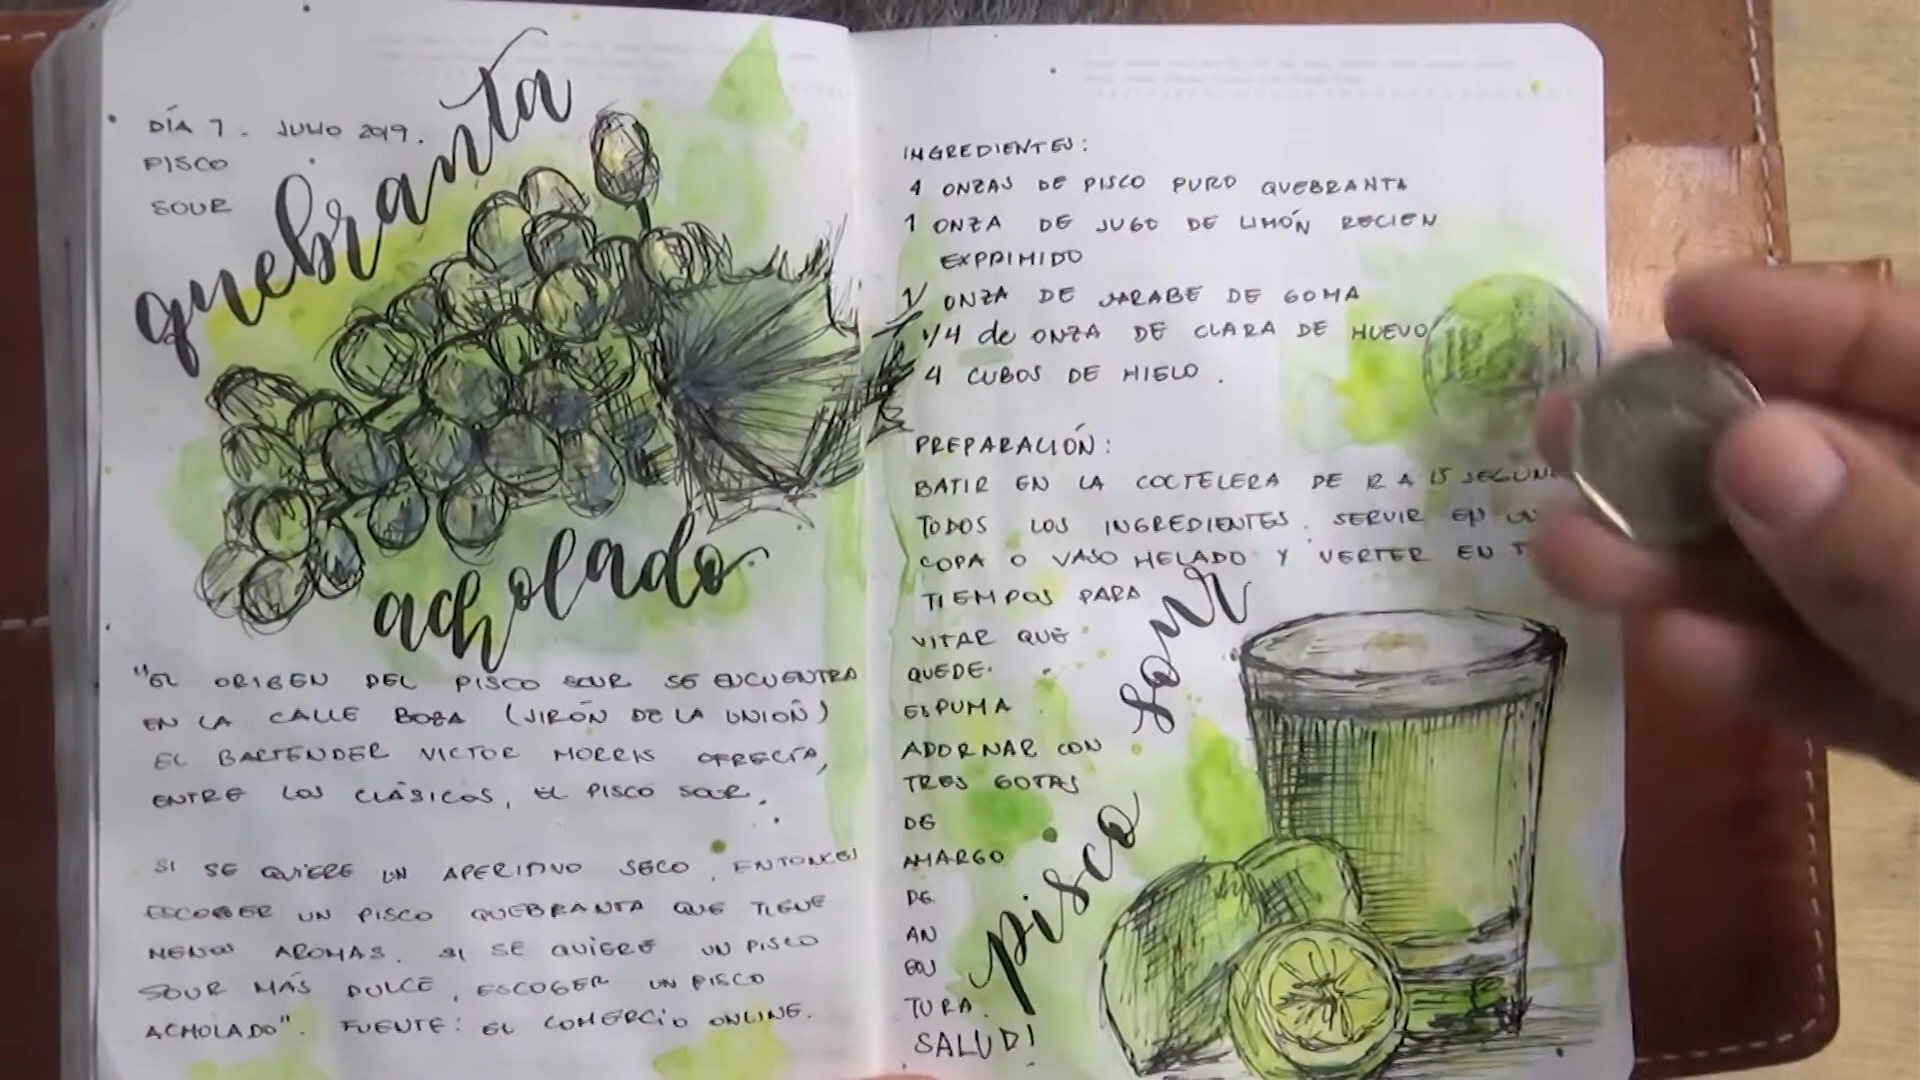 DÍA 7. JULIO 2019.
PISCO
SOUR
quebranta
acholado
"EL ORIGEN DEL PISCO SOUR SE ENCUENTRA
EN LA CALLE BOZA (JIRÓN DE LA UNIOÑ)
EL BARTENDER VICTOR MORRIS OFRECÍA,
ENTRE LOS CLÁSICOS, EL PISCO SOUR.
SI SE QUIERE UN APERITIVO SECO, ENTONCES
ESCOGER UN PISCO QUEBRANTA QUE TIENE
MENOS AROMAS. SI SE QUIERE UN PISCO
SOUR MÁS DULCE, ESCOGER UN PISCO
ACHOLADO". FUENTE: EL COMERCIO ONLINE.
INGREDIENTES:
4 ONZAS DE PISCO PURO QUEBRANTA
1 ONZA DE JUGO DE LIMÓN RECIEN
EXPRIMIDO
1 ONZA DE JARABE DE GOMA
1/4 de ONZA DE CLARA DE HUEVO
4 CUBOS DE HIELO.
PREPARACIÓN:
BATIR EN LA COCTELERA DE 12 A 15
TODOS LOS INGREDIENTES. SERVIR EN
COPA O VASO HELADO Y VERTER EN
TIEMPOS PARA
VITAR QUE
QUEDE.
ESPUMA
ADORNAR CON
TRES GOTAS
DE
AMARGO
DE
AN
GOS
TURA.
SALUD!
pisco sour